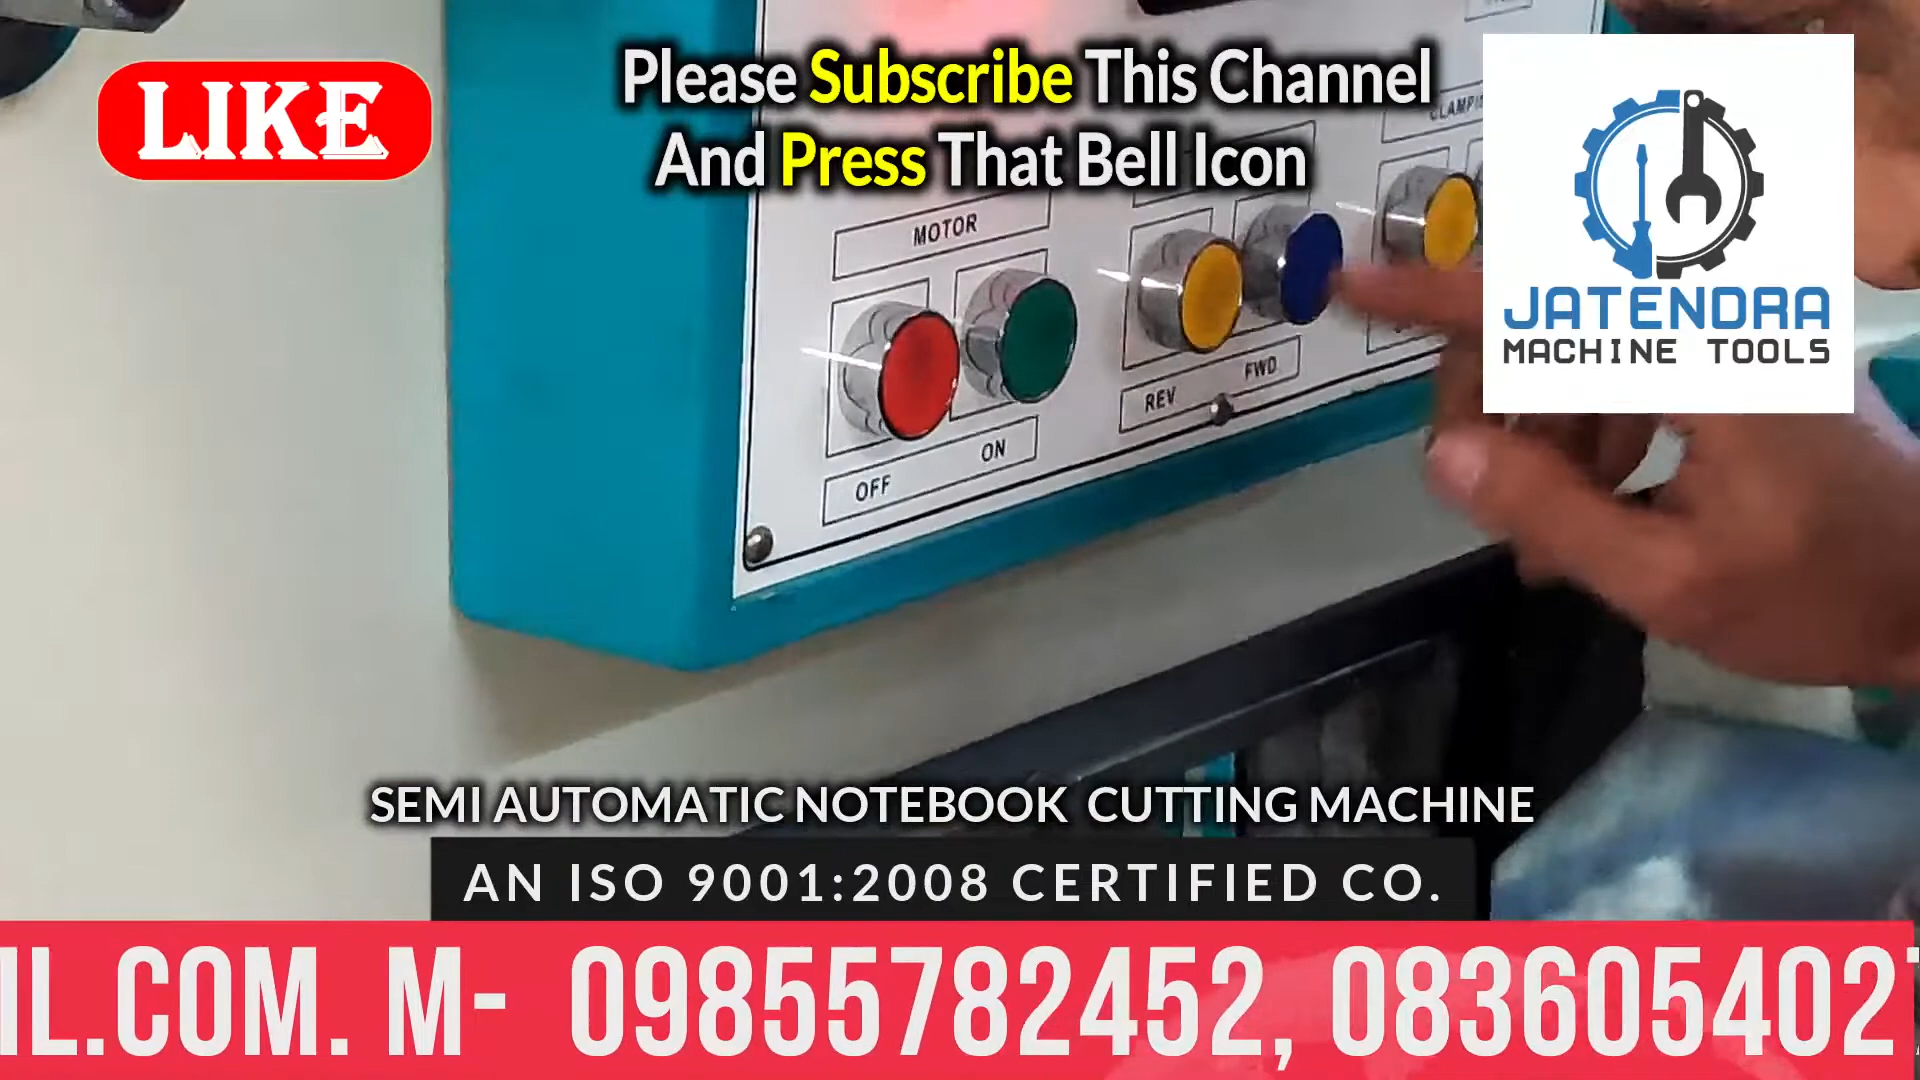 LIKE
Please Subscribe This Channel
And Press That Bell Icon
JATENDRA
MACHINE TOOLS
MOTOR
OFF
ON
REV
FWD
SEMI AUTOMATIC NOTEBOOK CUTTING MACHINE
AN ISO 9001:2008 CERTIFIED CO.
IL.COM. M- 09855782452, 083605402